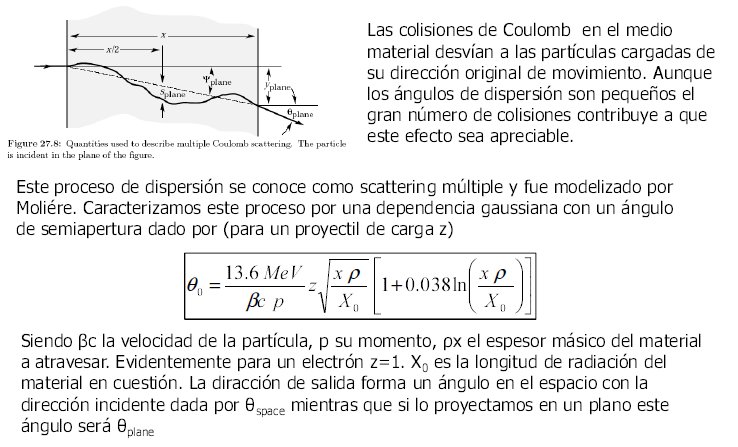 x
x/2
Ψplane
yplane
splane
θplane
Figure 27.8: Quantities used to describe multiple Coulomb scattering. The particle
is incident in the plane of the figure.
Las colisiones de Coulomb en el medio
material desvían a las partículas cargadas de
su dirección original de movimiento. Aunque
los ángulos de dispersión son pequeños el
gran número de colisiones contribuye a que
este efecto sea apreciable.
Este proceso de dispersión se conoce como scattering múltiple y fue modelizado por
Moliére. Caracterizamos este proceso por una dependencia gaussiana con un ángulo
de semiapertura dado por (para un proyectil de carga z)
θ₀ = 13.6 MeV / βc p z √(x ρ / X₀) [1+0.038 ln(x ρ / X₀)]
Siendo βc la velocidad de la partícula, p su momento, ρx el espesor másico del material
a atravesar. Evidentemente para un electrón z=1. X₀ es la longitud de radiación del
material en cuestión. La diracción de salida forma un ángulo en el espacio con la
dirección incidente dada por θspace mientras que si lo proyectamos en un plano este
ángulo será θplane